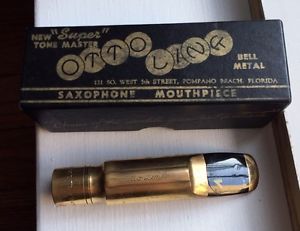 NEW "Super"
TONE MASTER
OTTO LINK
BELL
METAL
121 SO. WEST 5th STREET, POMPANO BEACH, FLORIDA
SAXOPHONE MOUTHPIECE